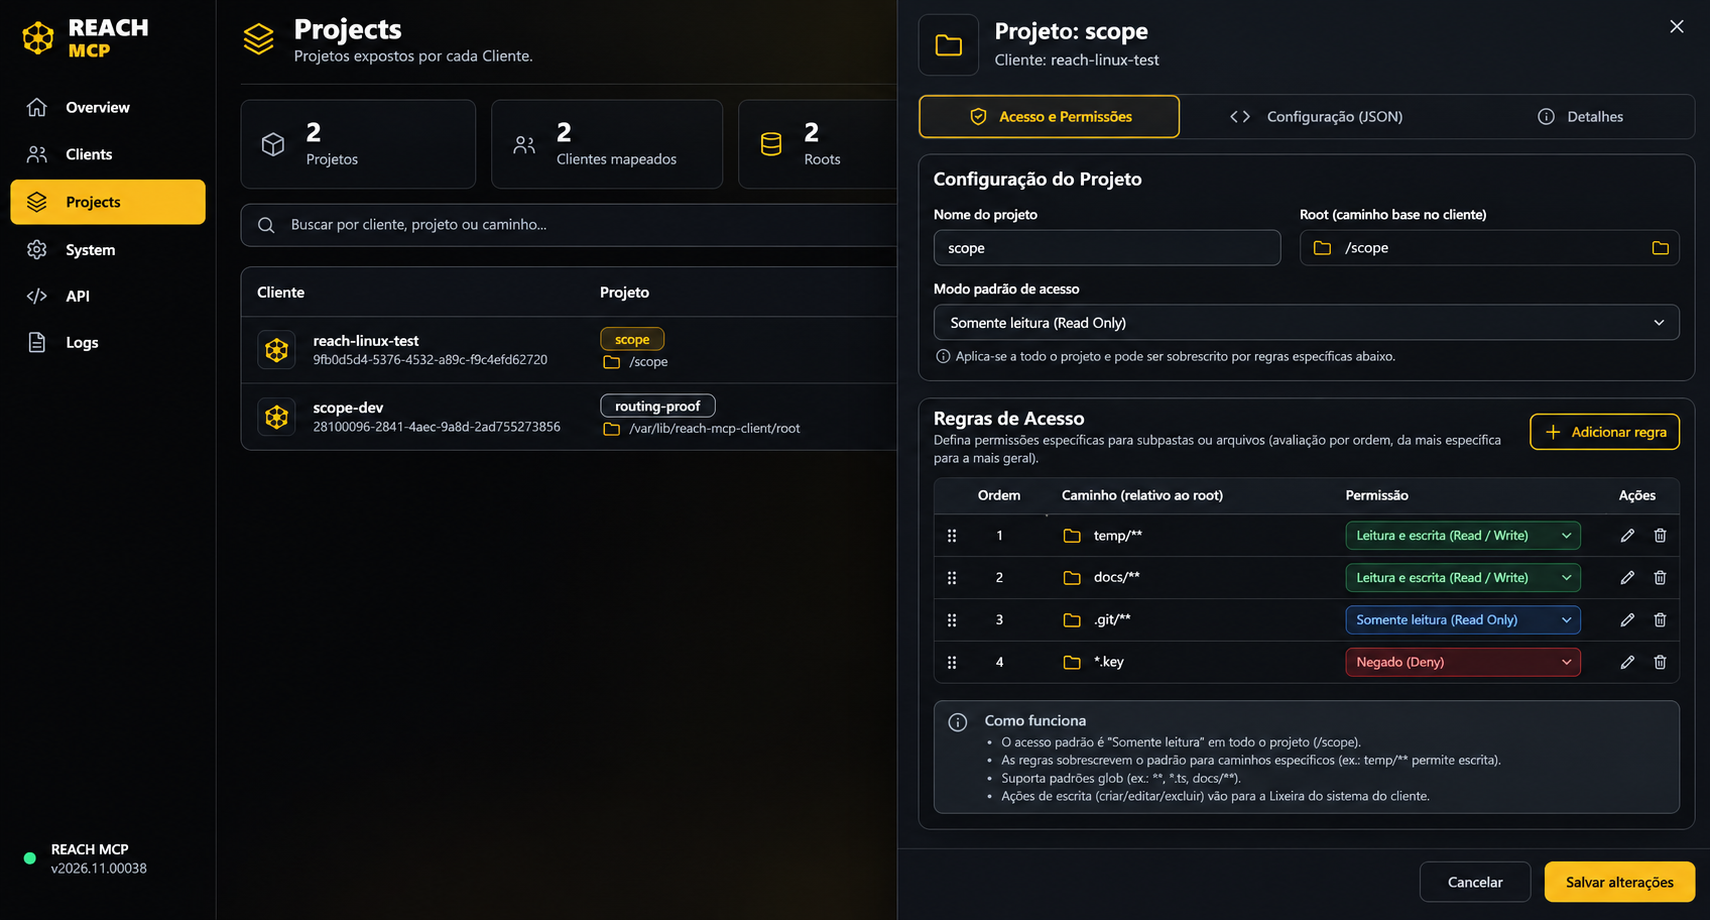 REACH
MCP
Overview
Clients
Projects
System
API
Logs
REACH MCP
v2026.11.00038
Projects
Projetos expostos por cada Cliente.
2
Projetos
2
Clientes mapeados
2
Roots
Buscar por cliente, projeto ou caminho...
Cliente Projeto
reach-linux-test
9fb0d5d4-5376-4532-a89c-f9c4efd62720
scope
/scope
scope-dev
28100096-2841-4aec-9a8d-2ad755273856
routing-proof
/var/lib/reach-mcp-client/root
Projeto: scope
Cliente: reach-linux-test
Acesso e Permissões
Configuração (JSON)
Detalhes
Configuração do Projeto
Nome do projeto
scope
Root (caminho base no cliente)
/scope
Modo padrão de acesso
Somente leitura (Read Only)
Aplica-se a todo o projeto e pode ser sobrescrito por regras específicas abaixo.
Regras de Acesso
Defina permissões específicas para subpastas ou arquivos (avaliação por ordem, da mais específica
para a mais geral).
Adicionar regra
Ordem Caminho (relativo ao root) Permissão Ações
1 temp/** Leitura e escrita (Read / Write)
2 docs/** Leitura e escrita (Read / Write)
3 .git/** Somente leitura (Read Only)
4 *.key Negado (Deny)
Como funciona
• O acesso padrão é "Somente leitura" em todo o projeto (/scope).
• As regras sobrescrevem o padrão para caminhos específicos (ex.: temp/** permite escrita).
• Suporta padrões glob (ex.: **, *.ts, docs/**).
• Ações de escrita (criar/editar/excluir) vão para a Lixeira do sistema do cliente.
Cancelar
Salvar alterações